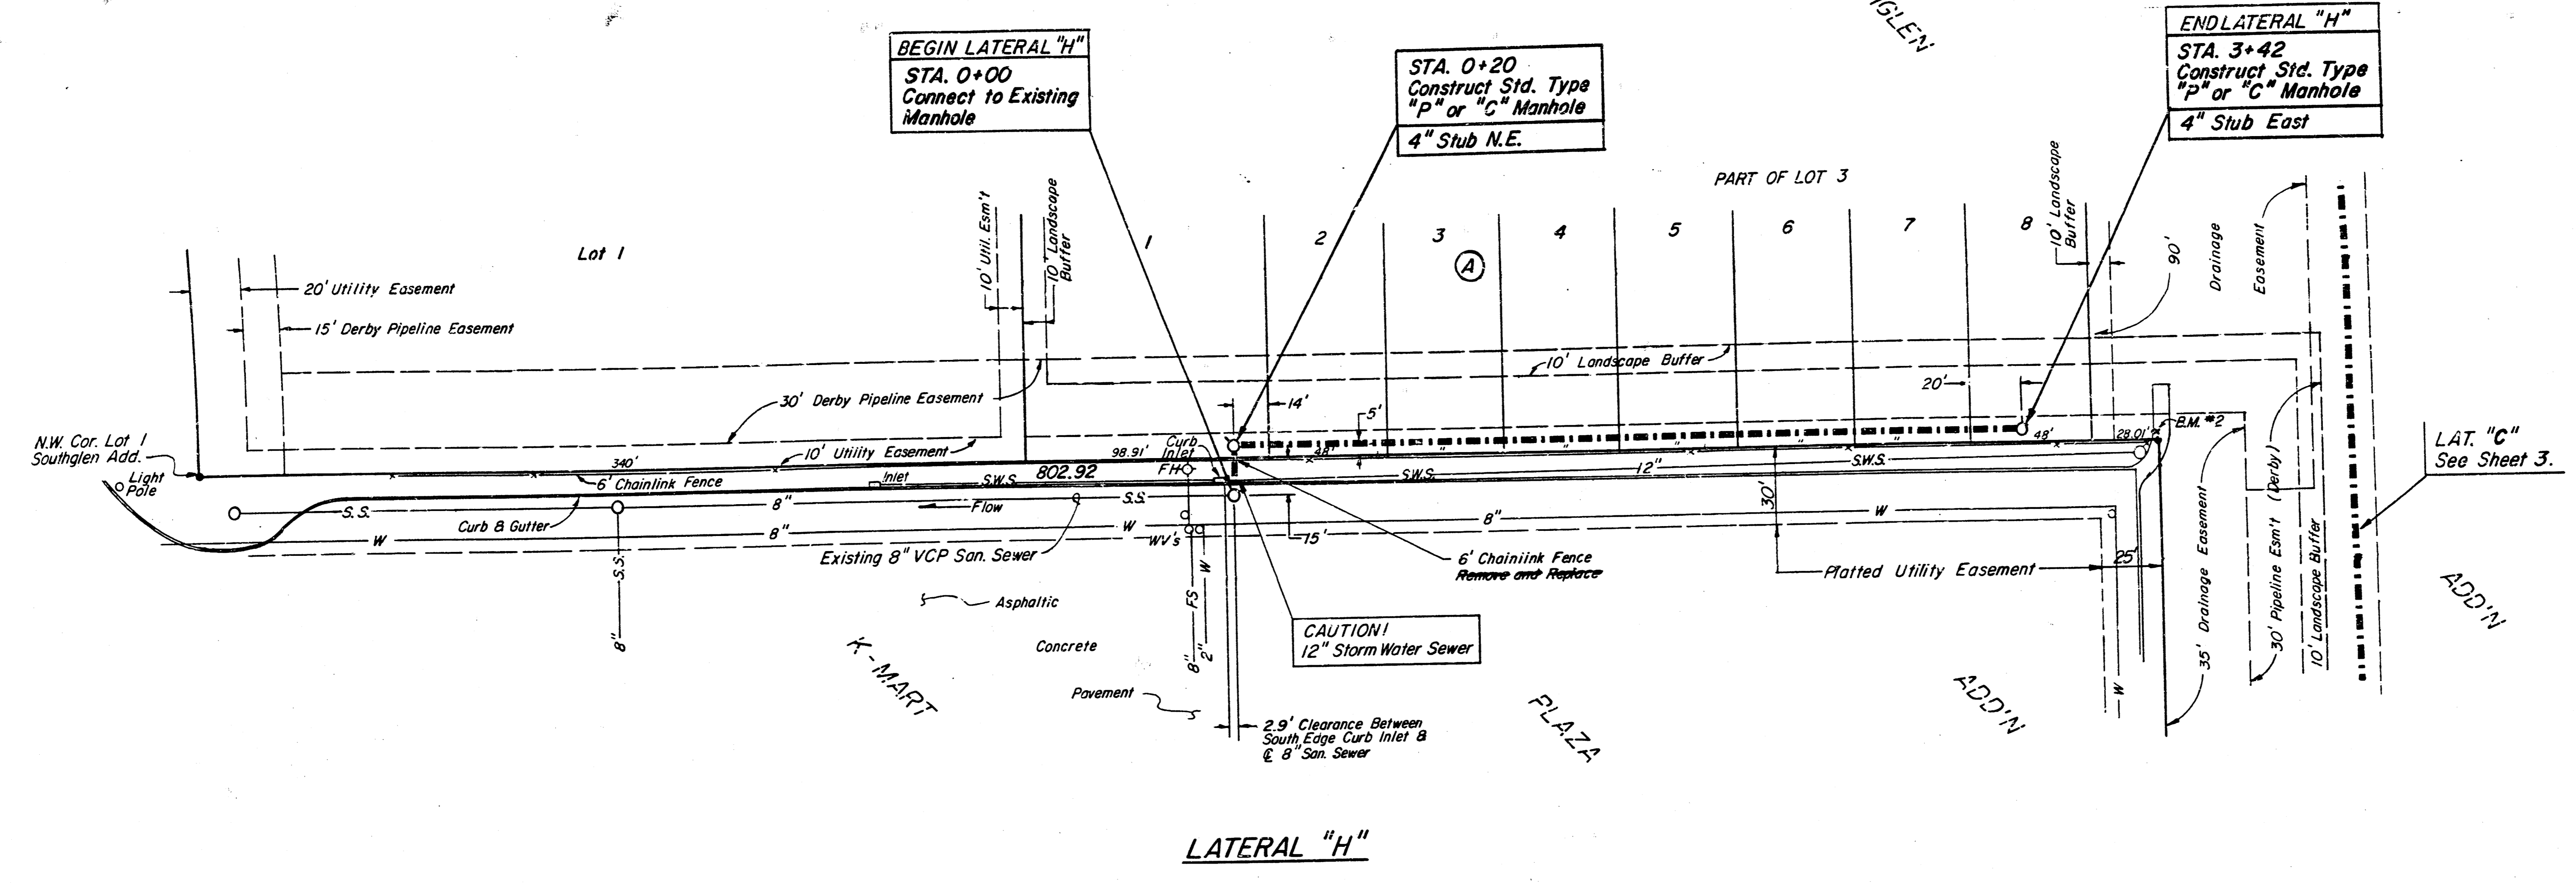 GLEN
BEGIN LATERAL "H"
STA. 0+00
Connect to Existing
Manhole
STA. 0+20
Construct Std. Type
"P" or "C" Manhole
4" Stub N.E.
END LATERAL "H"
STA. 3+42
Construct Std. Type
"P" or "C" Manhole
4" Stub East
PART OF LOT 3
Lot 1
10' Util. Esm't
10' Landscape
Buffer
1
2
3
4
5
6
7
8
A
10' Landscape
Buffer
90'
Drainage
Easement
20' Utility Easement
15' Derby Pipeline Easement
10' Landscape Buffer
30' Derby Pipeline Easement
14'
5'
20'
N.W. Cor. Lot 1
Southglen Add.
Light
Pole
340'
10' Utility Easement
6' Chainlink Fence
98.91'
Curb
Inlet
FH
48'
"
"
"
"
"
48'
28.01'
B.M. #2
Inlet
S.W.S.
802.92
S.W.S.
12"
S.W.S.
LAT. "C"
See Sheet 3.
S.S.
8"
S.S.
Curb & Gutter
Flow
W
8"
W
8"
W
WV's
15'
30'
25'
Existing 8" VCP San. Sewer
6' Chainlink Fence
Remove and Replace
Platted Utility Easement
8"
S.S.
8"
FS
2"
W
W
Asphaltic
Concrete
Pavement
CAUTION!
12" Storm Water Sewer
35' Drainage Easement
30' Pipeline Esm't (Derby)
10' Landscape Buffer
K-MART
PLAZA
ADD'N
ADD'N
2.9' Clearance Between
South Edge Curb Inlet &
℄ 8" San. Sewer
LATERAL "H"